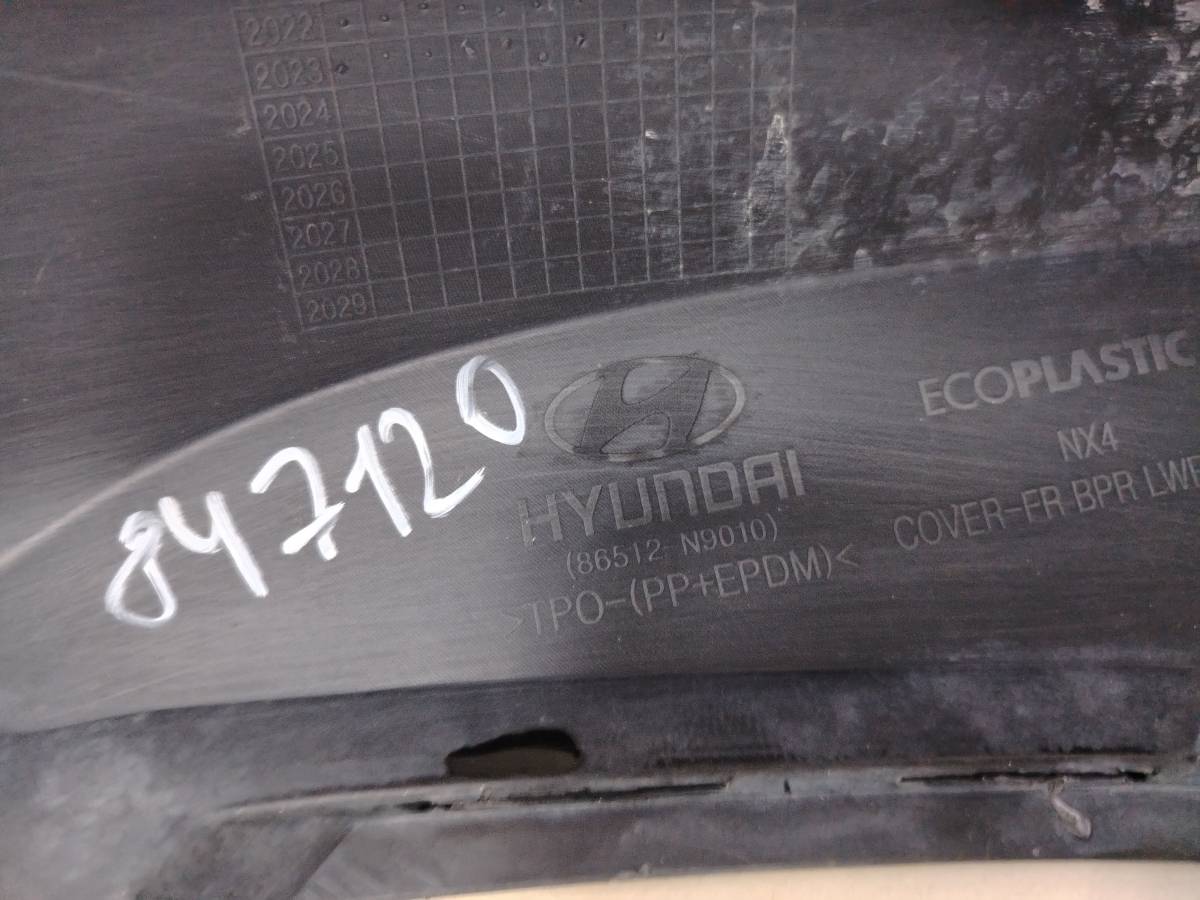 2022
2023
2024
2025
2026
2027
2028
2029
847120
HYUNDAI
(86512 N9010)
>TPO-(PP+EPDM)<
ECOPLASTIC
NX4
COVER-FR BPR LWR